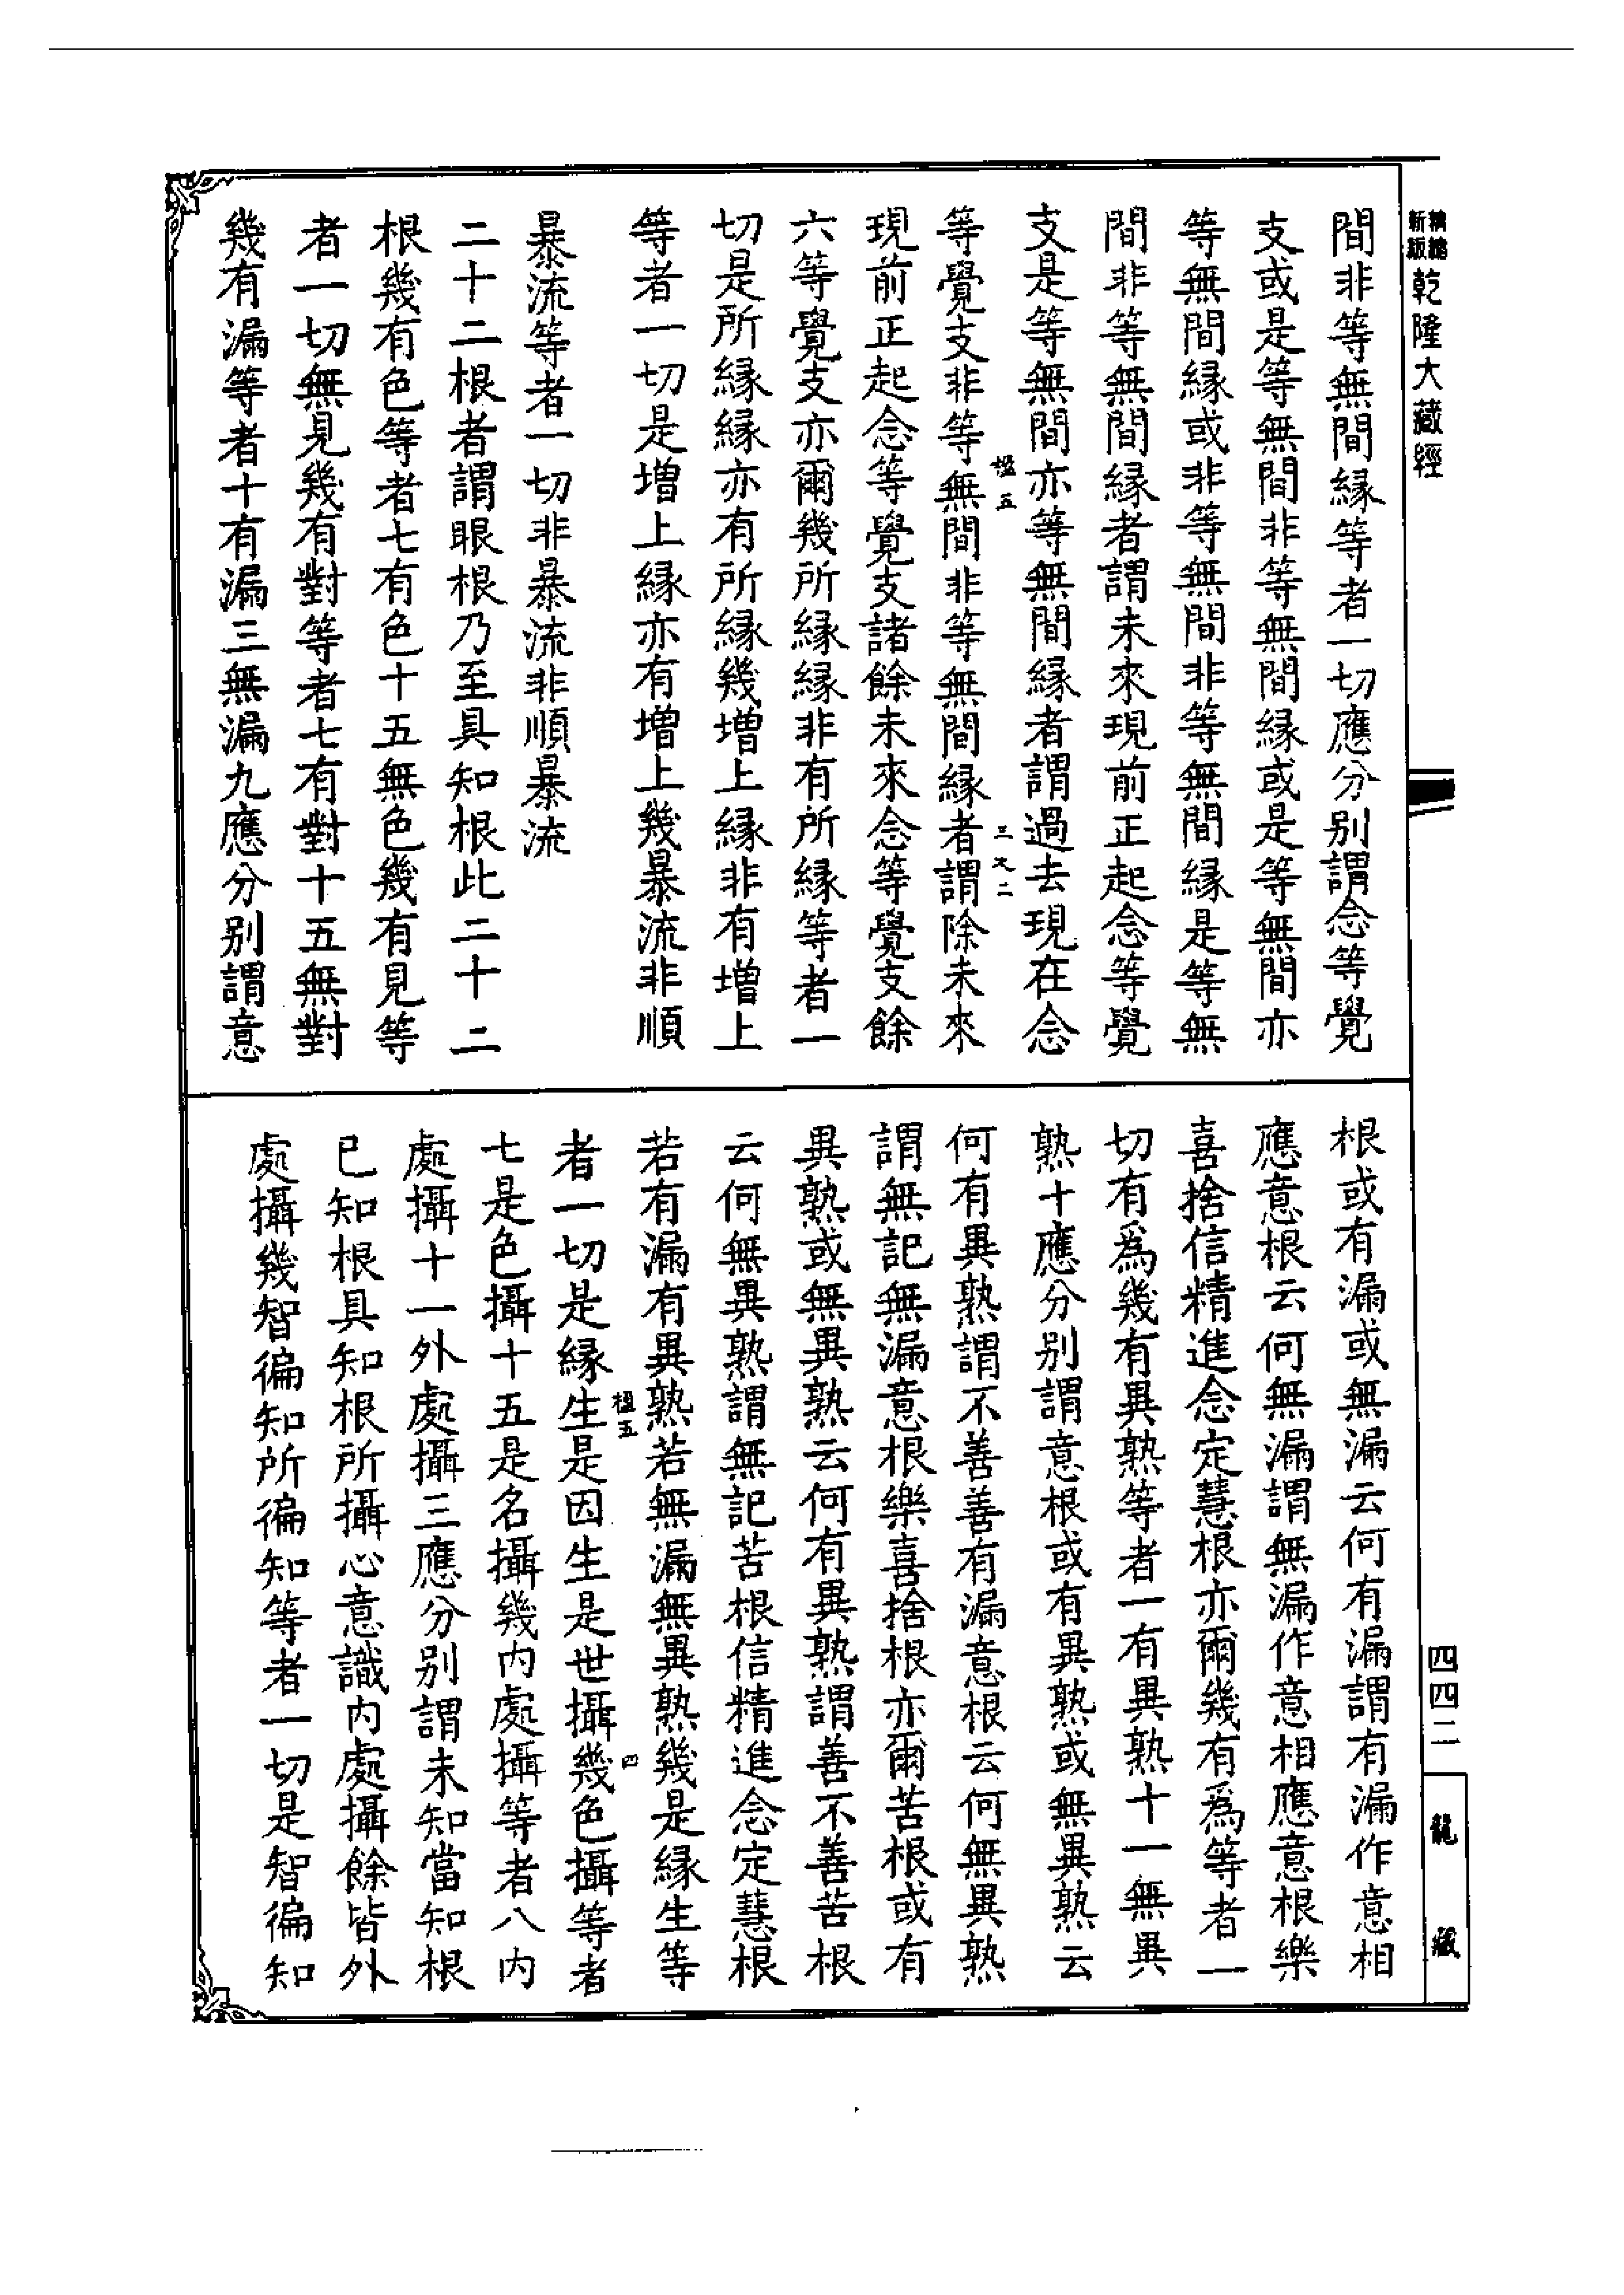 精縮
新版
乾隆大藏經
間非等無間縁等者一切應分別謂念等覺
支或是等無間非等無間縁或是等無間亦
等無間縁或非等無間非等無間縁是等無
間非等無間縁者謂未來現前正起念等覺
支是等無間亦等無間縁者謂過去現在念
等覺支非等無間非等無間縁者謂除未來
現前正起念等覺支諸餘未來念等覺支餘
六等覺支亦爾幾所縁縁非有所縁等者一
切是所縁縁亦有所縁幾增上縁非有增上
等者一切是增上縁亦有增上幾暴流非順
暴流等者一切非暴流非順暴流
二十二根者謂眼根乃至具知根此二十二
根幾有色等者七有色十五無色幾有見等
者一切無見幾有對等者七有對十五無對
幾有漏等者十有漏三無漏九應分別謂意
根或有漏或無漏云何有漏謂有漏作意相
應意根云何無漏謂無漏作意相應意根樂
喜捨信精進念定慧根亦爾幾有為等者一
切有為幾有異熟等者一有異熟十一無異
熟十應分別謂意根或有異熟或無異熟云
何有異熟謂不善善有漏意根云何無異熟
謂無記無漏意根樂喜捨根亦爾苦根或有
異熟或無異熟云何有異熟謂善不善苦根
云何無異熟謂無記苦根信精進念定慧根
若有漏有異熟若無漏無異熟幾是縁生等
者一切是縁生是因生是世攝幾色攝等者
七是色攝十五是名攝幾內處攝等者八內
處攝十一外處攝三應分別謂未知當知根
已知根具知根所攝心意識內處攝餘皆外
處攝幾智徧知所徧知等者一切是智徧知
四四二
龍藏